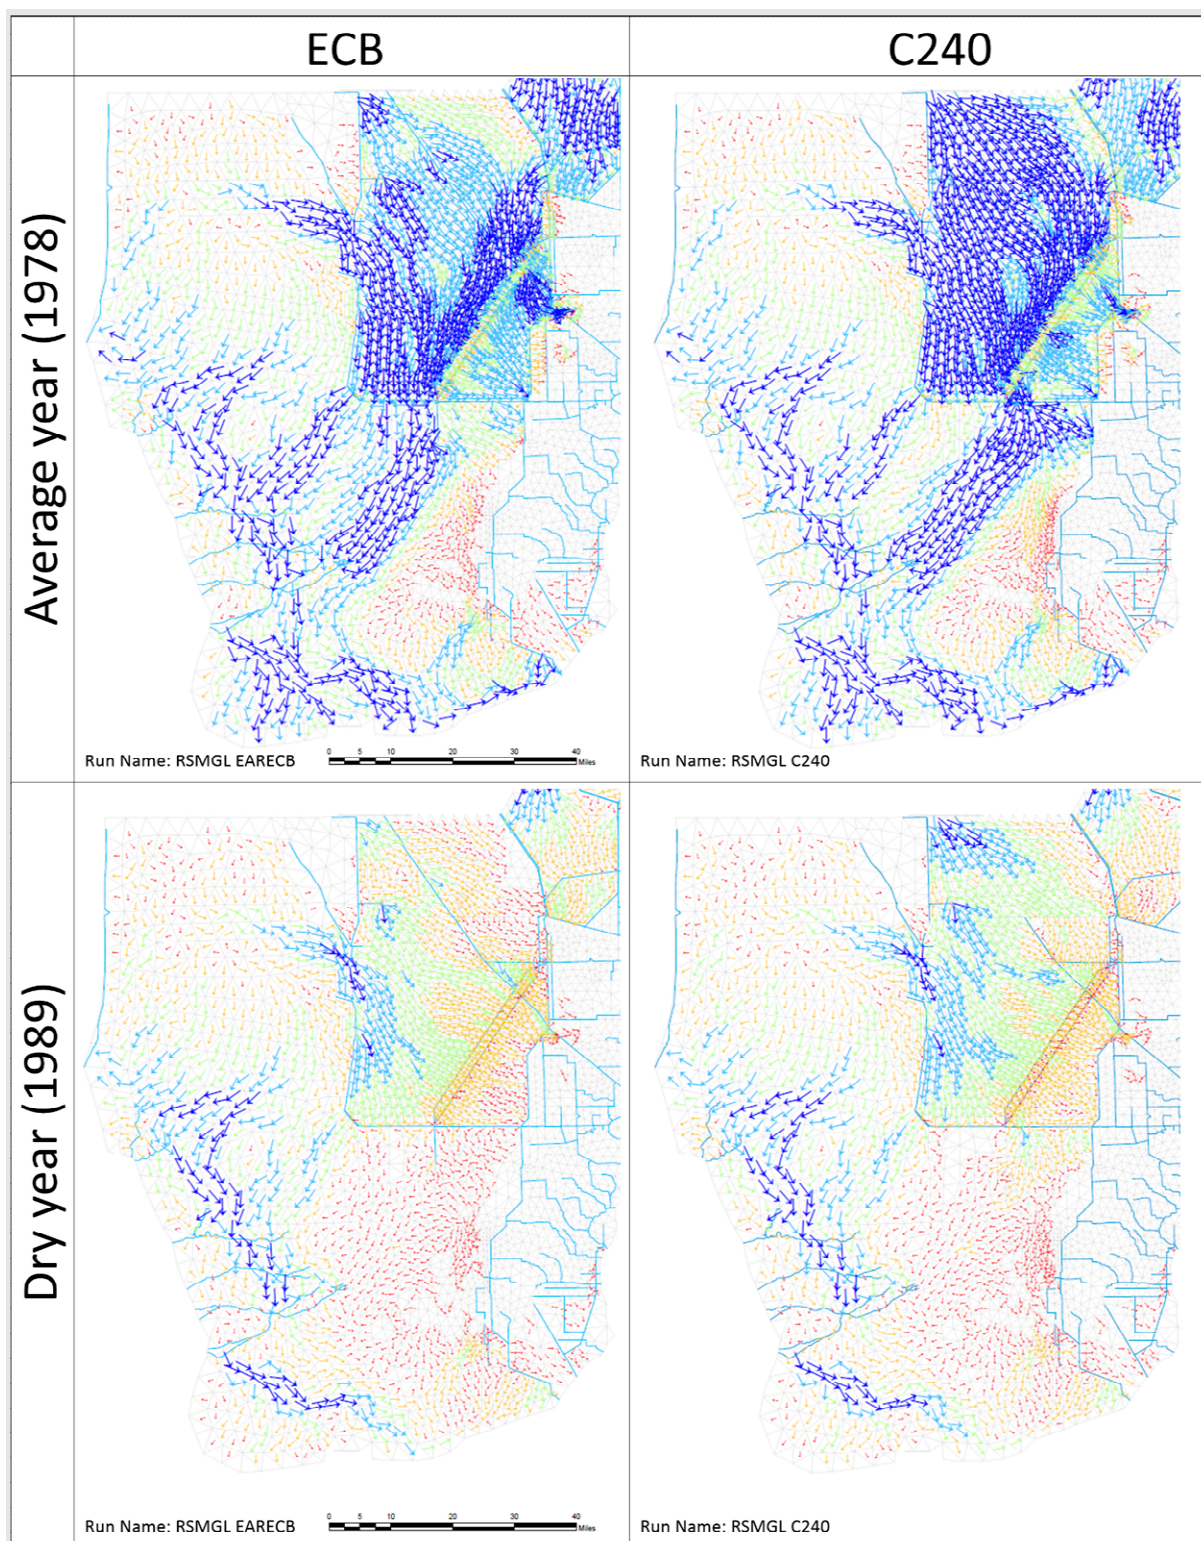 ECB
C240
Average year (1978)
Run Name: RSMGL EARECB
0 5 10 20 30 40
Miles
Run Name: RSMGL C240
Dry year (1989)
Run Name: RSMGL EARECB
0 5 10 20 30 40
Miles
Run Name: RSMGL C240